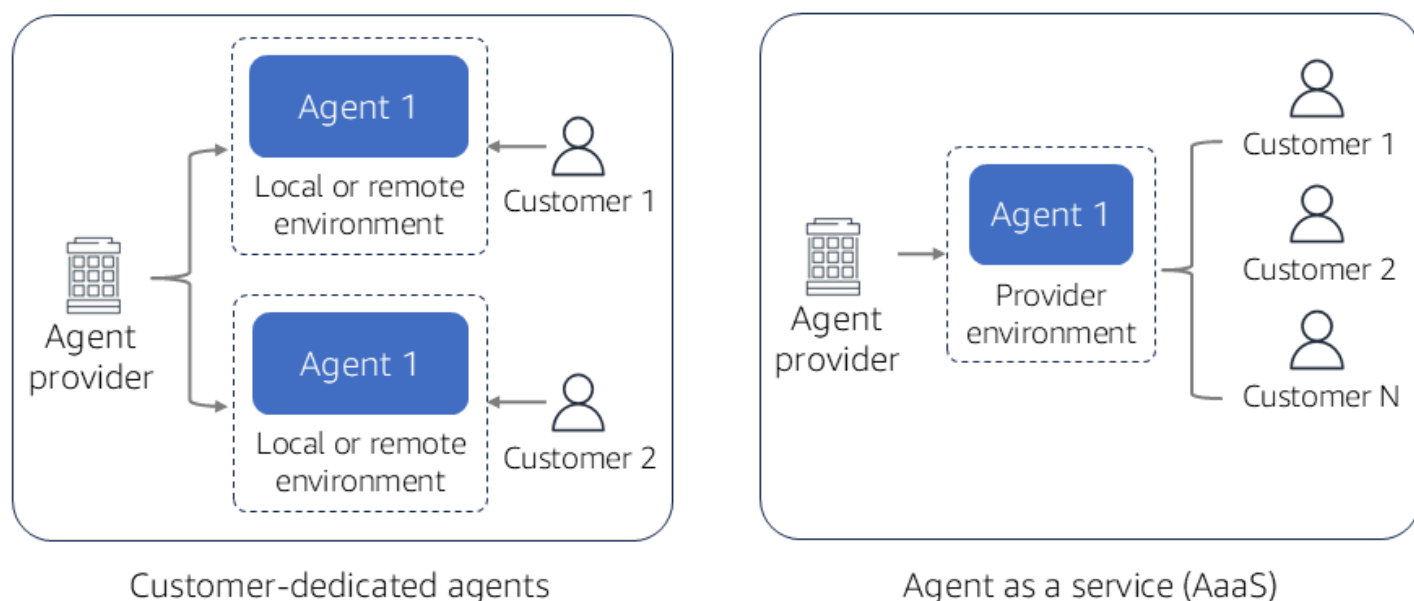 Agent 1
Local or remote
environment
Customer 1
Agent
provider
Agent 1
Local or remote
environment
Customer 2
Customer-dedicated agents
Customer 1
Agent 1
Provider
environment
Customer 2
Agent
provider
Customer N
Agent as a service (AaaS)